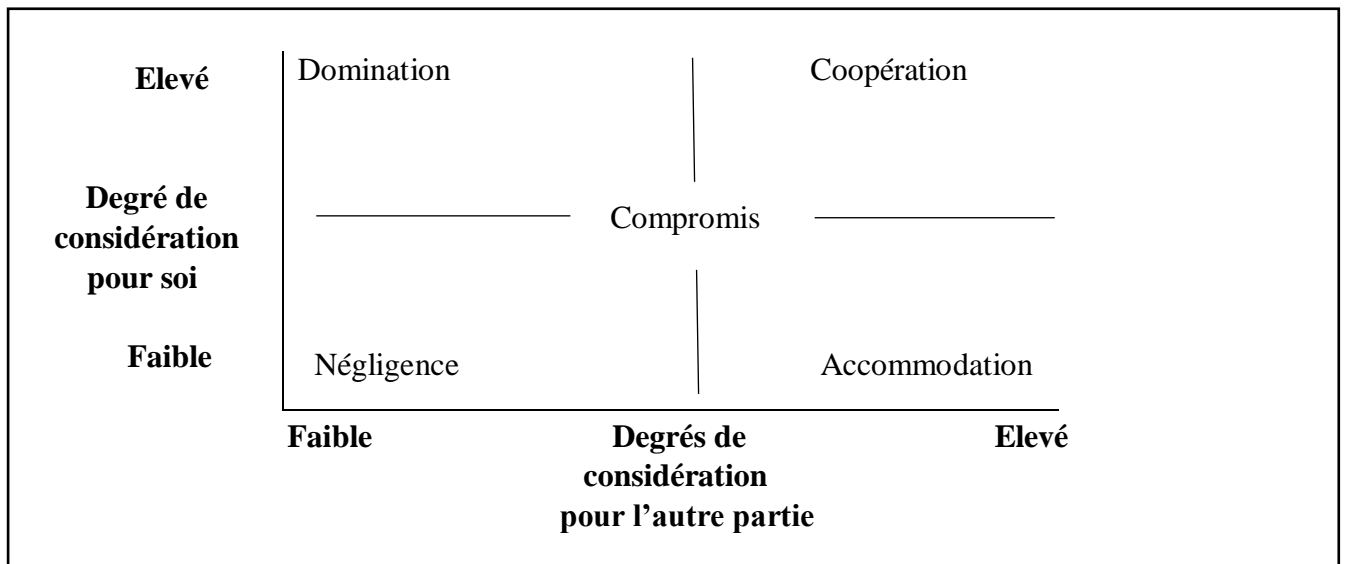 Elevé
Domination
Coopération
Degré de
considération
pour soi
Compromis
Faible
Négligence
Accommodation
Faible
Degrés de
considération
pour l'autre partie
Elevé